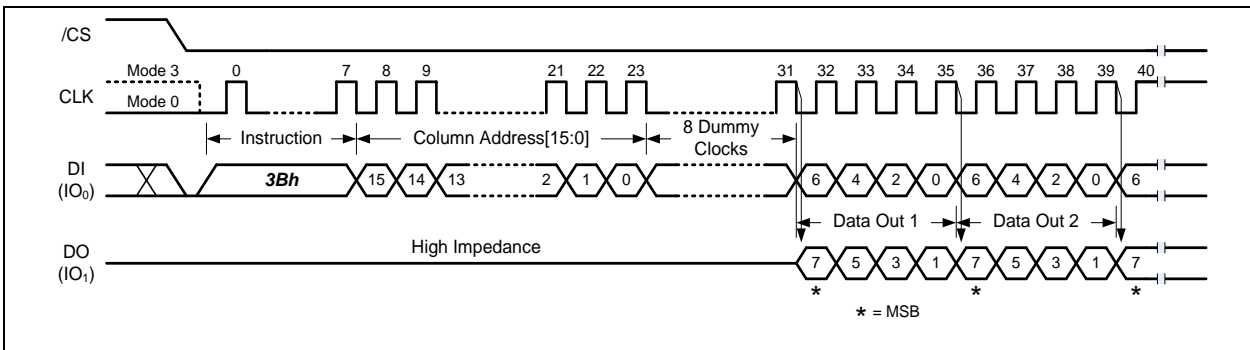 /CS
Mode 3 0 7 8 9 21 22 23 31 32 33 34 35 36 37 38 39 40
CLK Mode 0
Instruction Column Address[15:0] 8 Dummy Clocks
DI (IO0) 3Bh 15 14 13 2 1 0 6 4 2 0 6 4 2 0 6
Data Out 1 Data Out 2
High Impedance
DO (IO1) 7 5 3 1 7 5 3 1 7
* * *
* = MSB